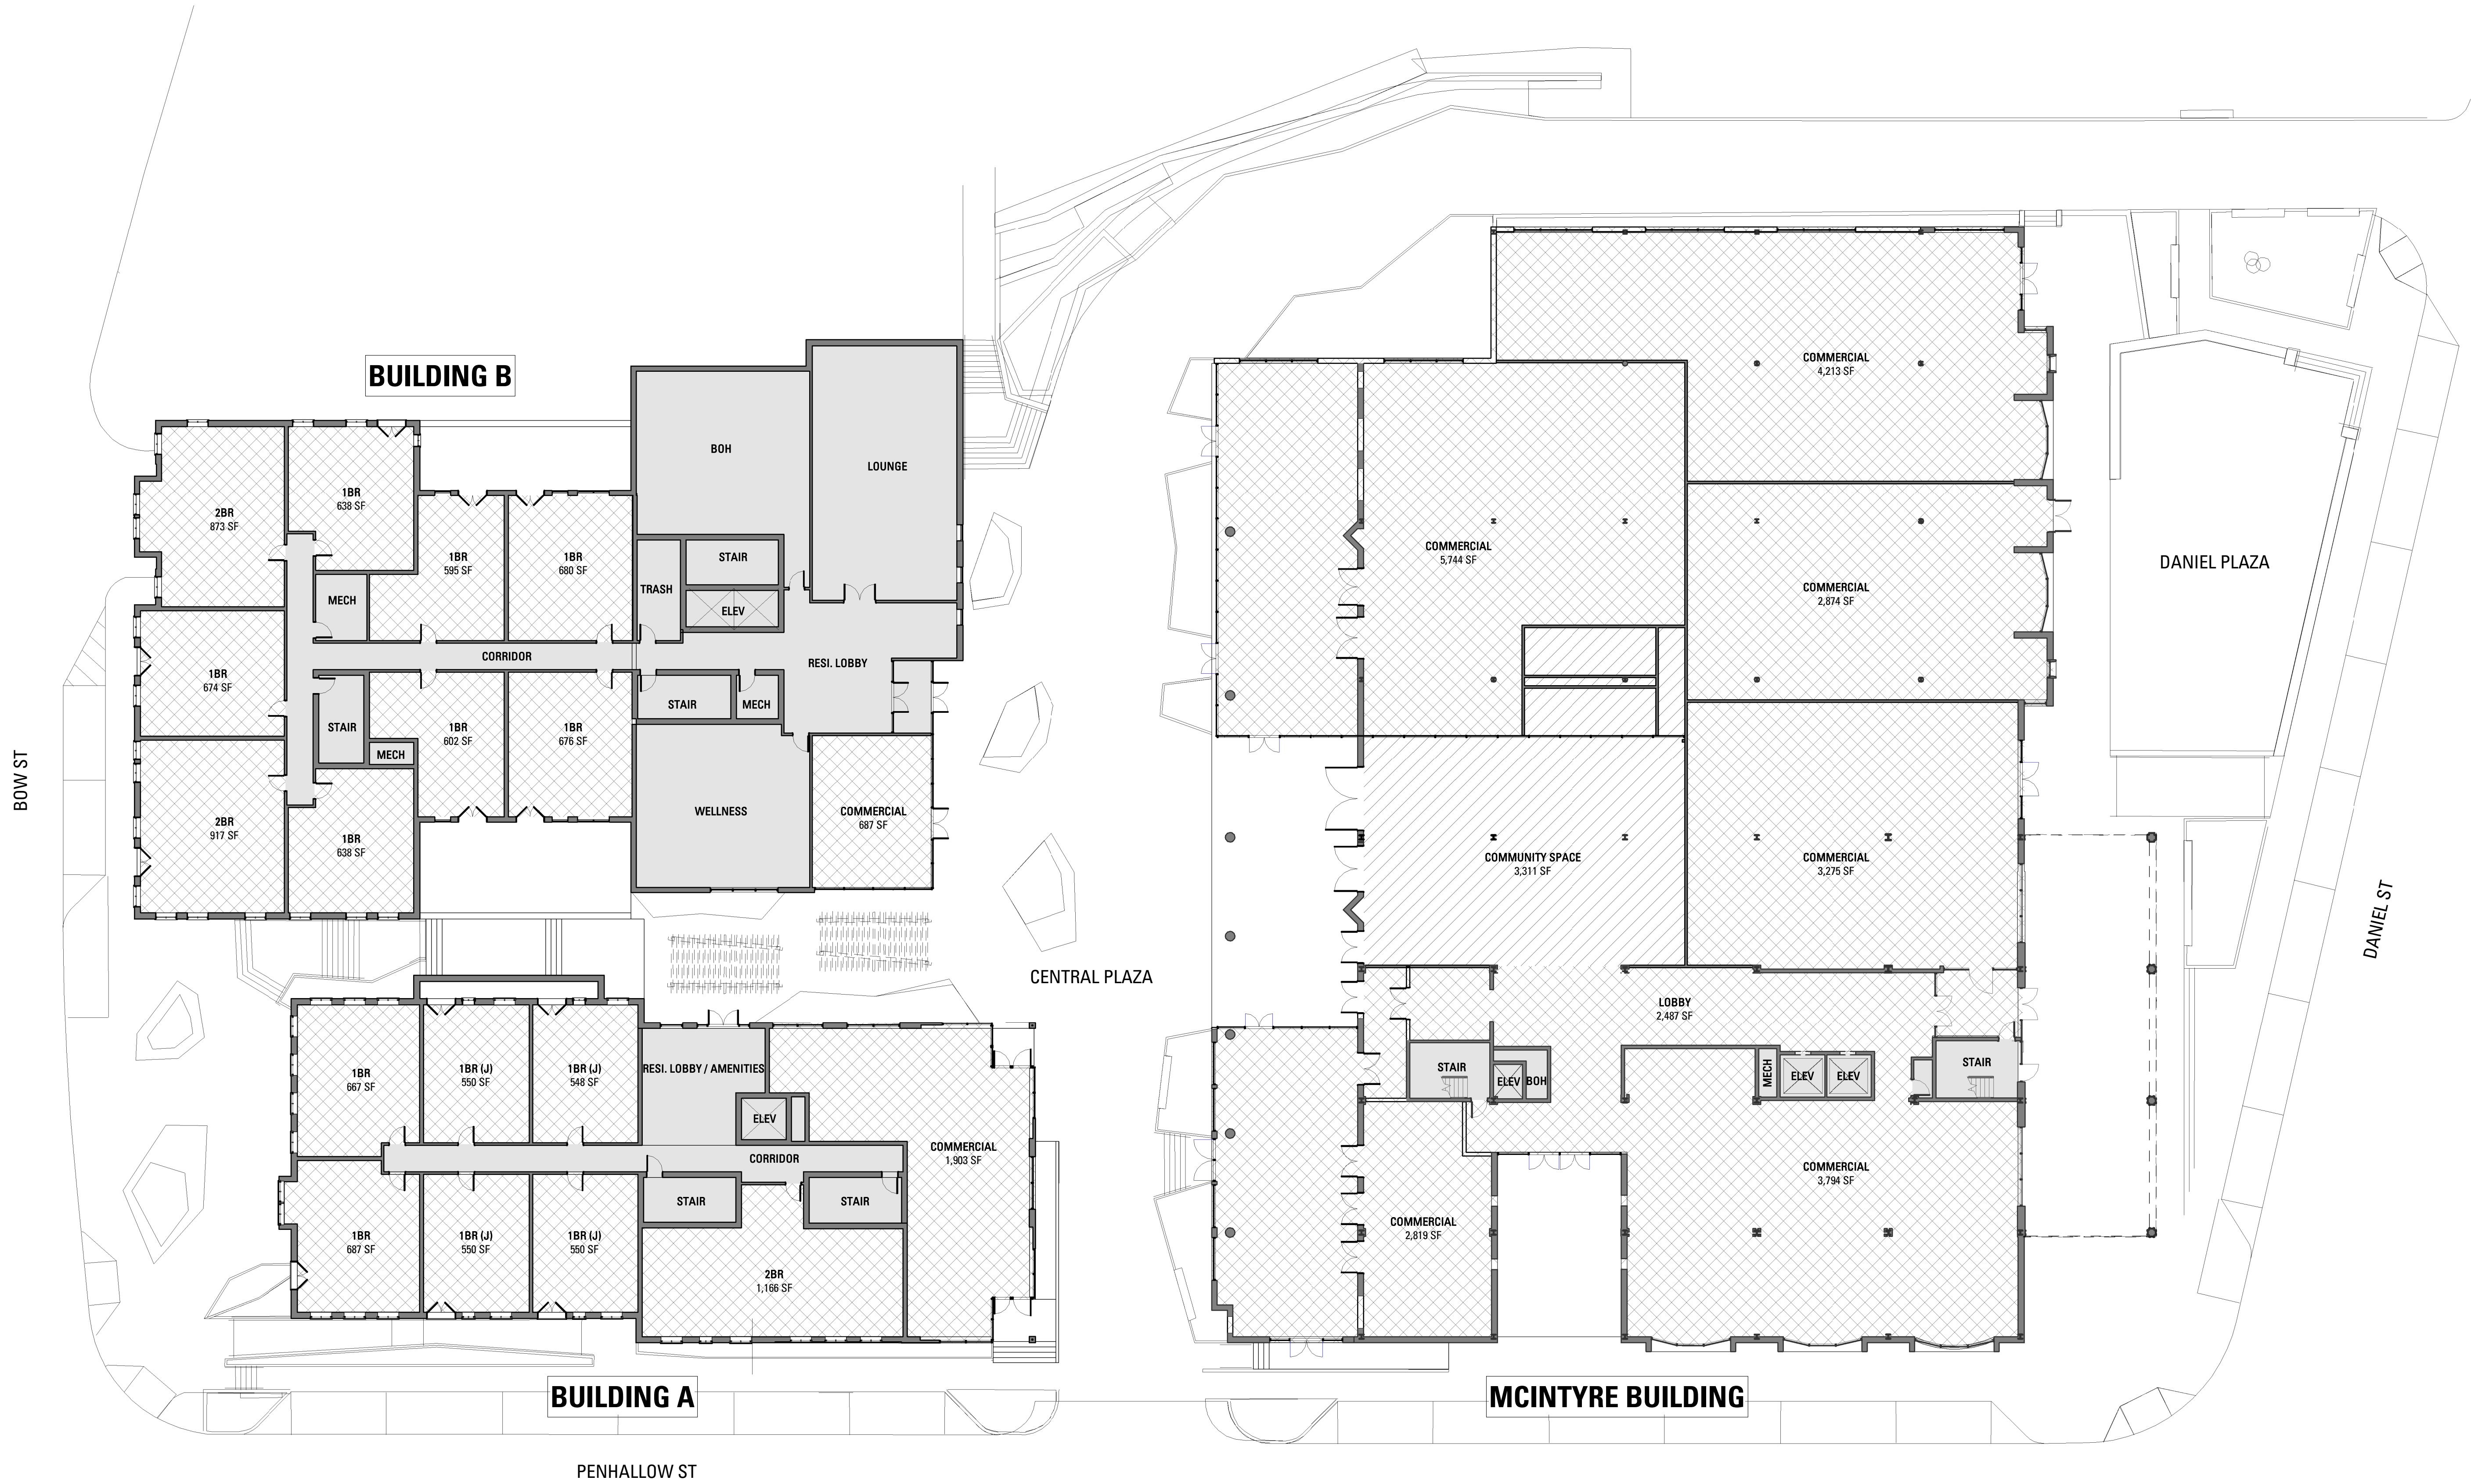 BUILDING B
BOH
LOUNGE
2BR
873 SF
1BR
638 SF
1BR
595 SF
1BR
680 SF
STAIR
TRASH
ELEV
MECH
CORRIDOR
RESI. LOBBY
1BR
674 SF
STAIR
MECH
STAIR
MECH
1BR
602 SF
1BR
676 SF
2BR
917 SF
1BR
638 SF
WELLNESS
COMMERCIAL
687 SF
BOW ST
CENTRAL PLAZA
1BR
667 SF
1BR (J)
550 SF
1BR (J)
548 SF
RESI. LOBBY / AMENITIES
ELEV
CORRIDOR
COMMERCIAL
1,903 SF
STAIR
STAIR
1BR
687 SF
1BR (J)
550 SF
1BR (J)
550 SF
2BR
1,166 SF
BUILDING A
PENHALLOW ST
COMMERCIAL
4,213 SF
COMMERCIAL
5,744 SF
COMMERCIAL
2,874 SF
DANIEL PLAZA
COMMUNITY SPACE
3,311 SF
COMMERCIAL
3,275 SF
DANIEL ST
LOBBY
2,487 SF
STAIR
ELEV
BOH
MECH
ELEV
ELEV
STAIR
COMMERCIAL
2,819 SF
COMMERCIAL
3,794 SF
MCINTYRE BUILDING